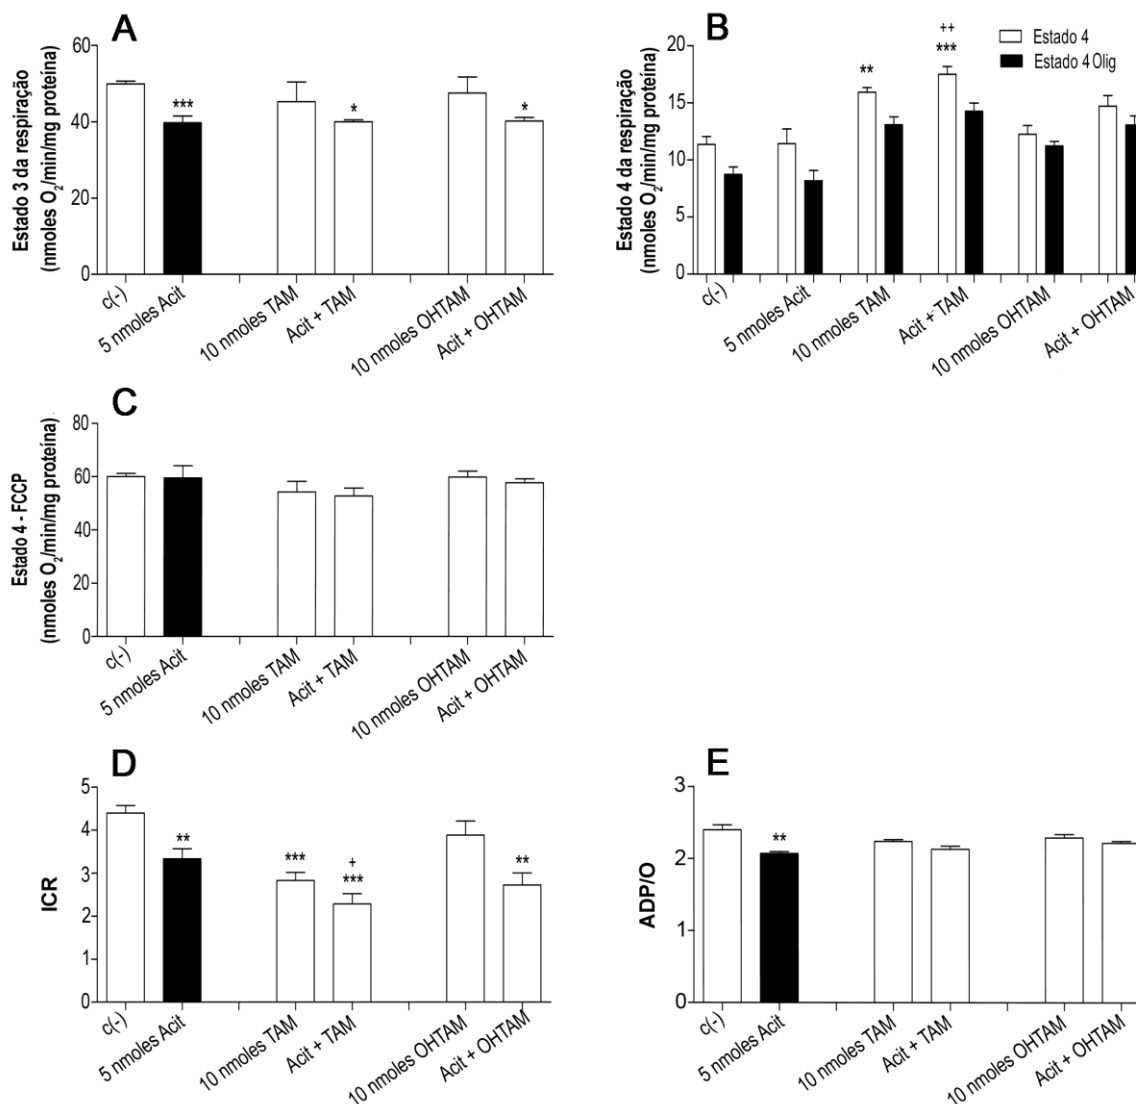 A
Estado 3 da respiração
(nmoles O2/min/mg proteína)
60
40
20
0
***
*
*
c(-)
5 nmoles Acit
10 nmoles TAM
Acit + TAM
10 nmoles OHTAM
Acit + OHTAM
B
Estado 4 da respiração
(nmoles O2/min/mg proteína)
20
15
10
5
0
**
++
***
Estado 4
Estado 4 Olig
c(-)
5 nmoles Acit
10 nmoles TAM
Acit + TAM
10 nmoles OHTAM
Acit + OHTAM
C
Estado 4 - FCCP
(nmoles O2/min/mg proteína)
80
60
40
20
0
c(-)
5 nmoles Acit
10 nmoles TAM
Acit + TAM
10 nmoles OHTAM
Acit + OHTAM
D
ICR
5
4
3
2
1
0
**
***
+
***
**
c(-)
5 nmoles Acit
10 nmoles TAM
Acit + TAM
10 nmoles OHTAM
Acit + OHTAM
E
ADP/O
3
2
1
0
**
c(-)
5 nmoles Acit
10 nmoles TAM
Acit + TAM
10 nmoles OHTAM
Acit + OHTAM